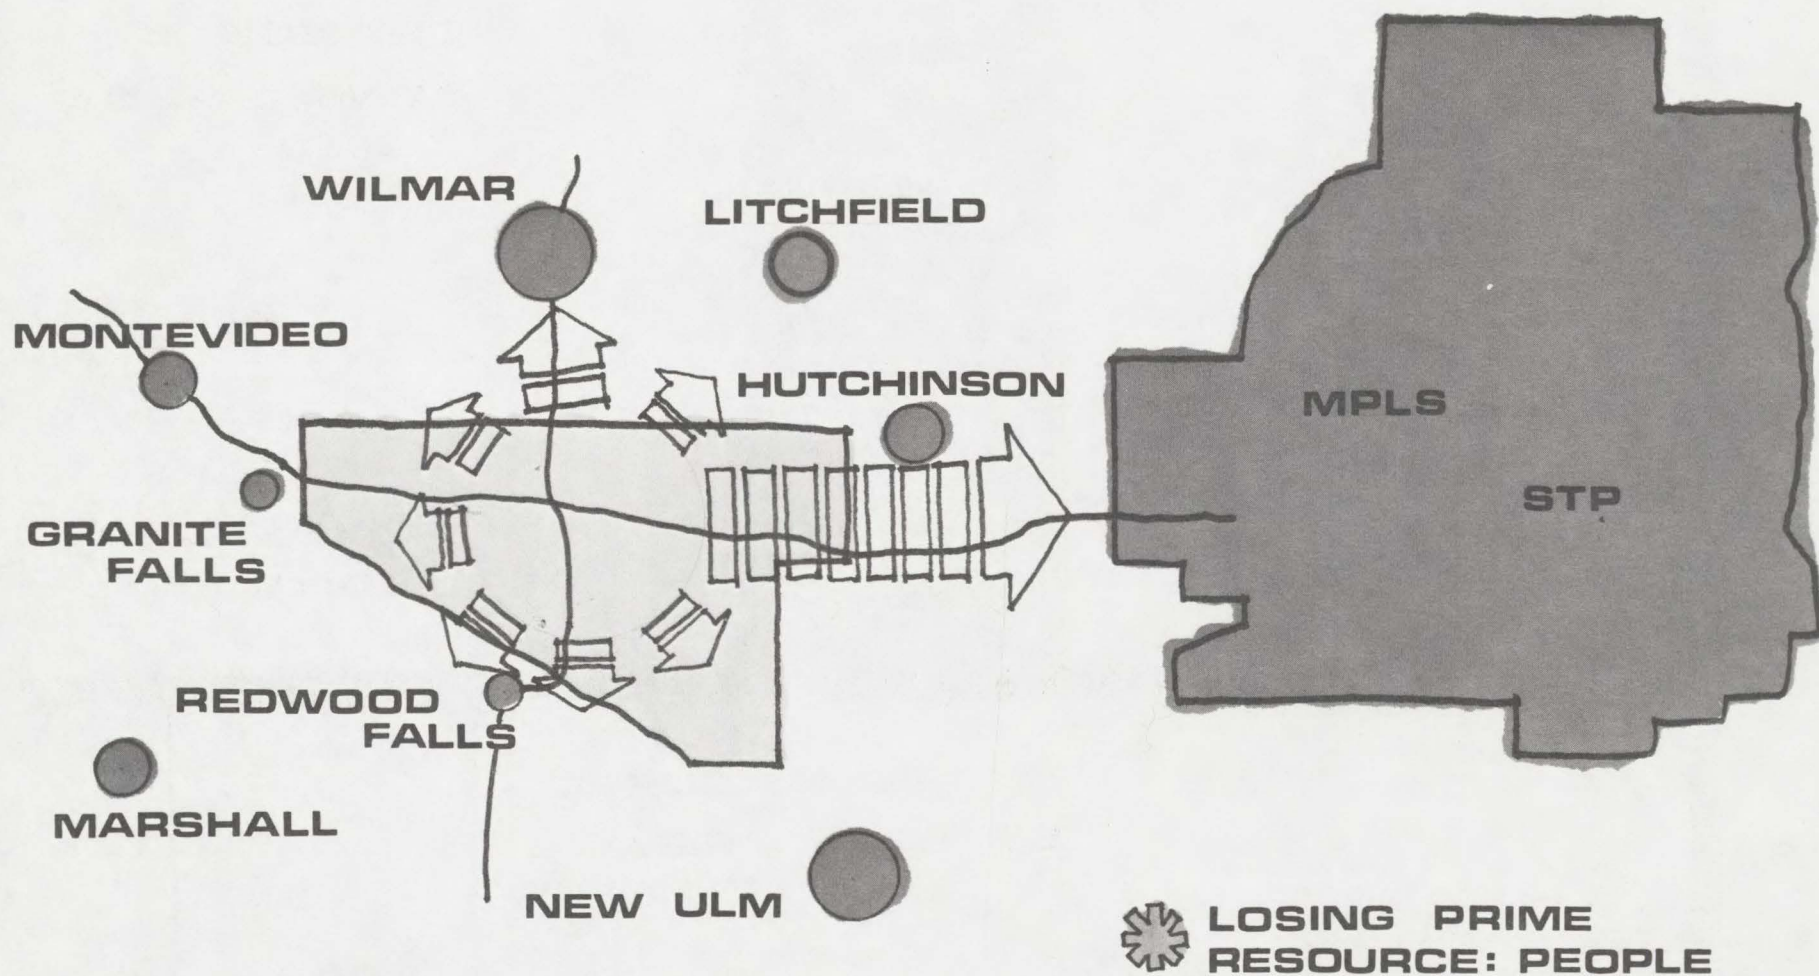 WILMAR
LITCHFIELD
MONTEVIDEO
HUTCHINSON
MPLS
STP
GRANITE
FALLS
REDWOOD
FALLS
MARSHALL
NEW ULM
LOSING PRIME
RESOURCE: PEOPLE